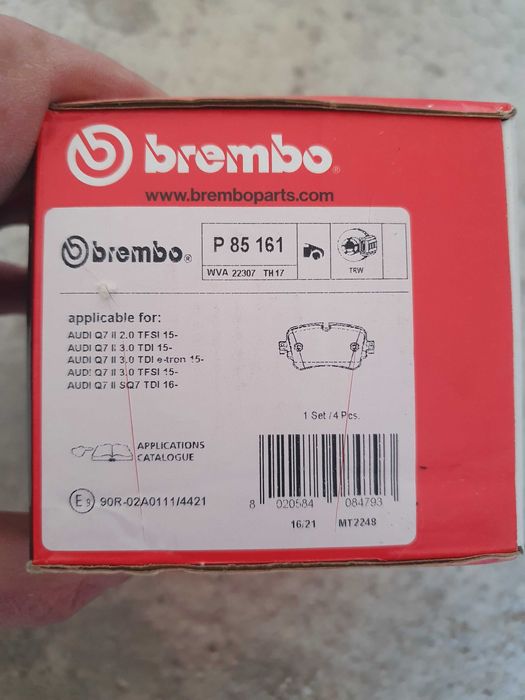 brembo®
www.bremboparts.com
brembo®
P 85 161
WVA 22307 TH17
TRW
applicable for:
AUDI Q7 II 2.0 TFSI 15-
AUDI Q7 II 3.0 TDI 15-
AUDI Q7 II 3.0 TDI e-tron 15-
AUDI Q7 II 3.0 TFSI 15-
AUDI Q7 II SQ7 TDI 16-
1 Set / 4 Pcs.
APPLICATIONS
CATALOGUE
E9 90R-02A0111/4421
8 020584 084793
16/21 MT2248